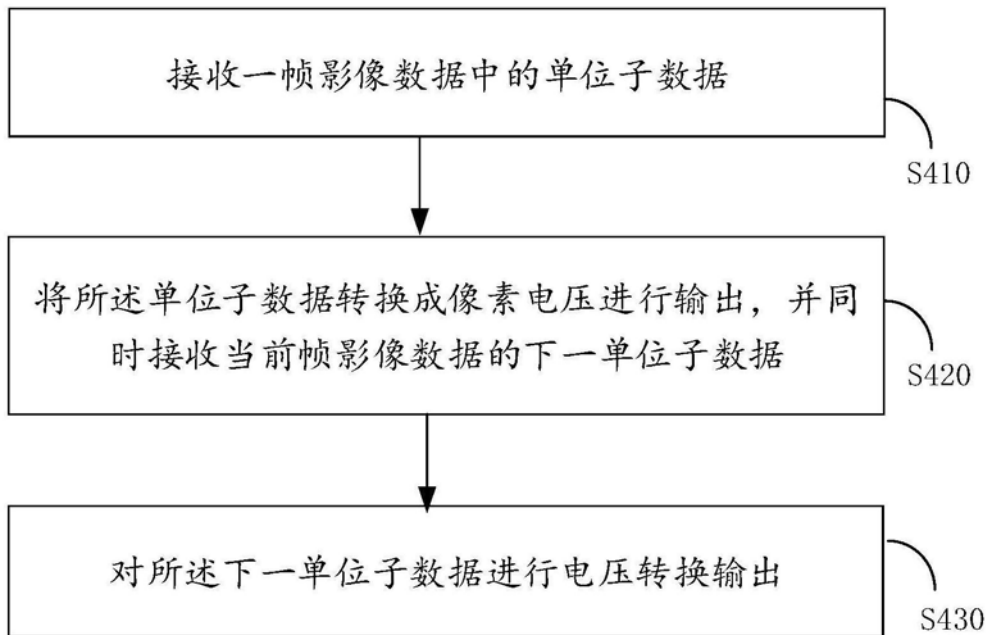 接收一帧影像数据中的单位子数据
S410
将所述单位子数据转换成像素电压进行输出，并同
时接收当前帧影像数据的下一单位子数据
S420
对所述下一单位子数据进行电压转换输出
S430